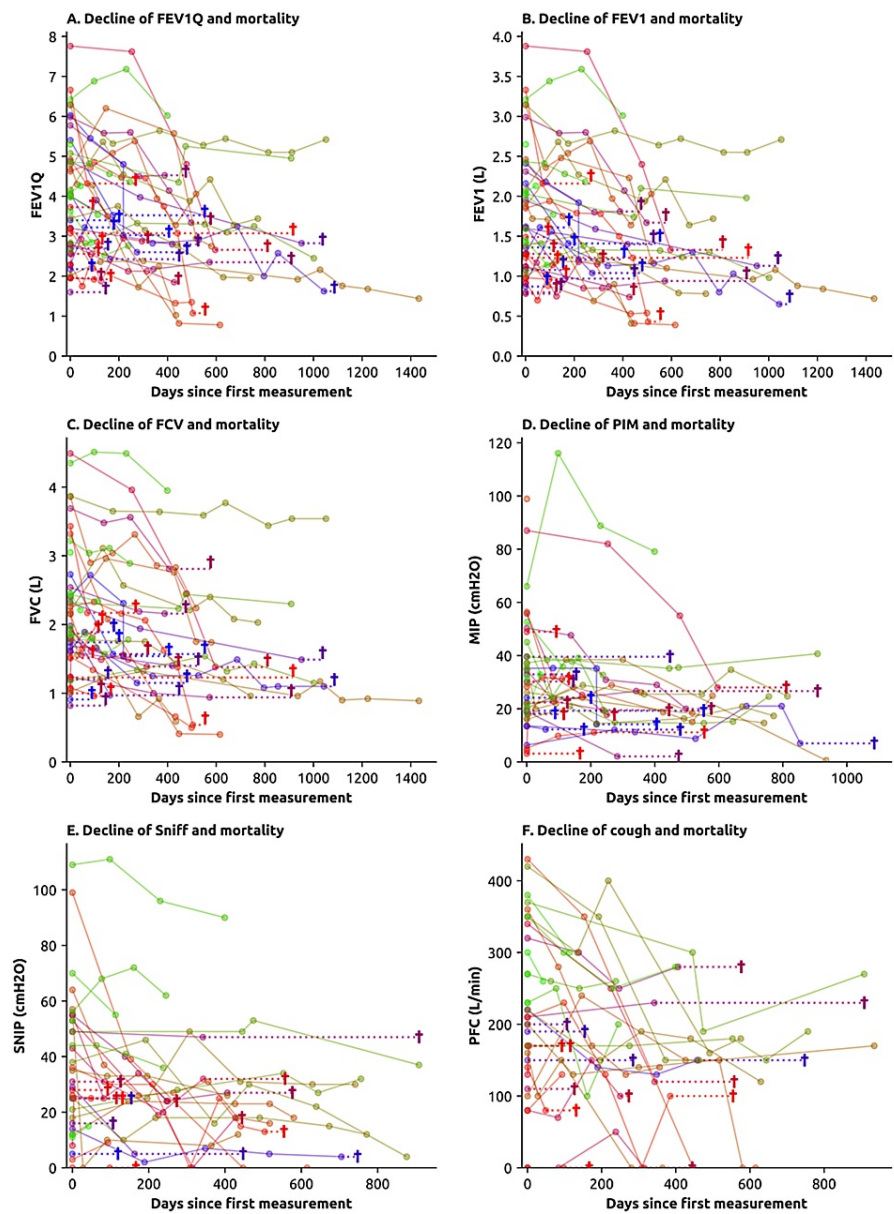 A. Decline of FEV1Q and mortality
8
7
6
5
4
3
2
1
0
FEV1Q
0 200 400 600 800 1000 1200 1400
Days since first measurement
B. Decline of FEV1 and mortality
4.0
3.5
3.0
2.5
2.0
1.5
1.0
0.5
0.0
FEV1 (L)
0 200 400 600 800 1000 1200 1400
Days since first measurement
C. Decline of FCV and mortality
4
3
2
1
0
FVC (L)
0 200 400 600 800 1000 1200 1400
Days since first measurement
D. Decline of PIM and mortality
120
100
80
60
40
20
0
MIP (cmH2O)
0 200 400 600 800 1000
Days since first measurement
E. Decline of Sniff and mortality
100
80
60
40
20
0
SNIP (cmH2O)
0 200 400 600 800
Days since first measurement
F. Decline of cough and mortality
400
300
200
100
0
PFC (L/min)
0 200 400 600 800
Days since first measurement